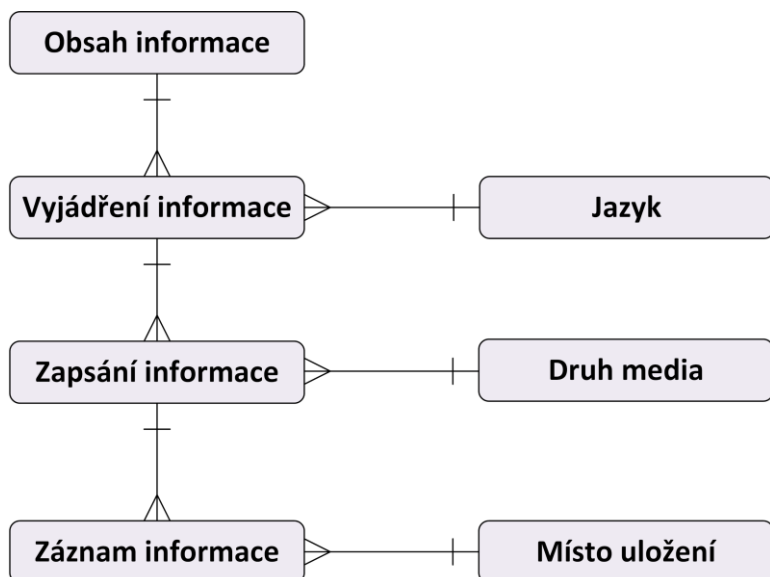 Obsah informace
Vyjádření informace
Jazyk
Zapsání informace
Druh media
Záznam informace
Místo uložení